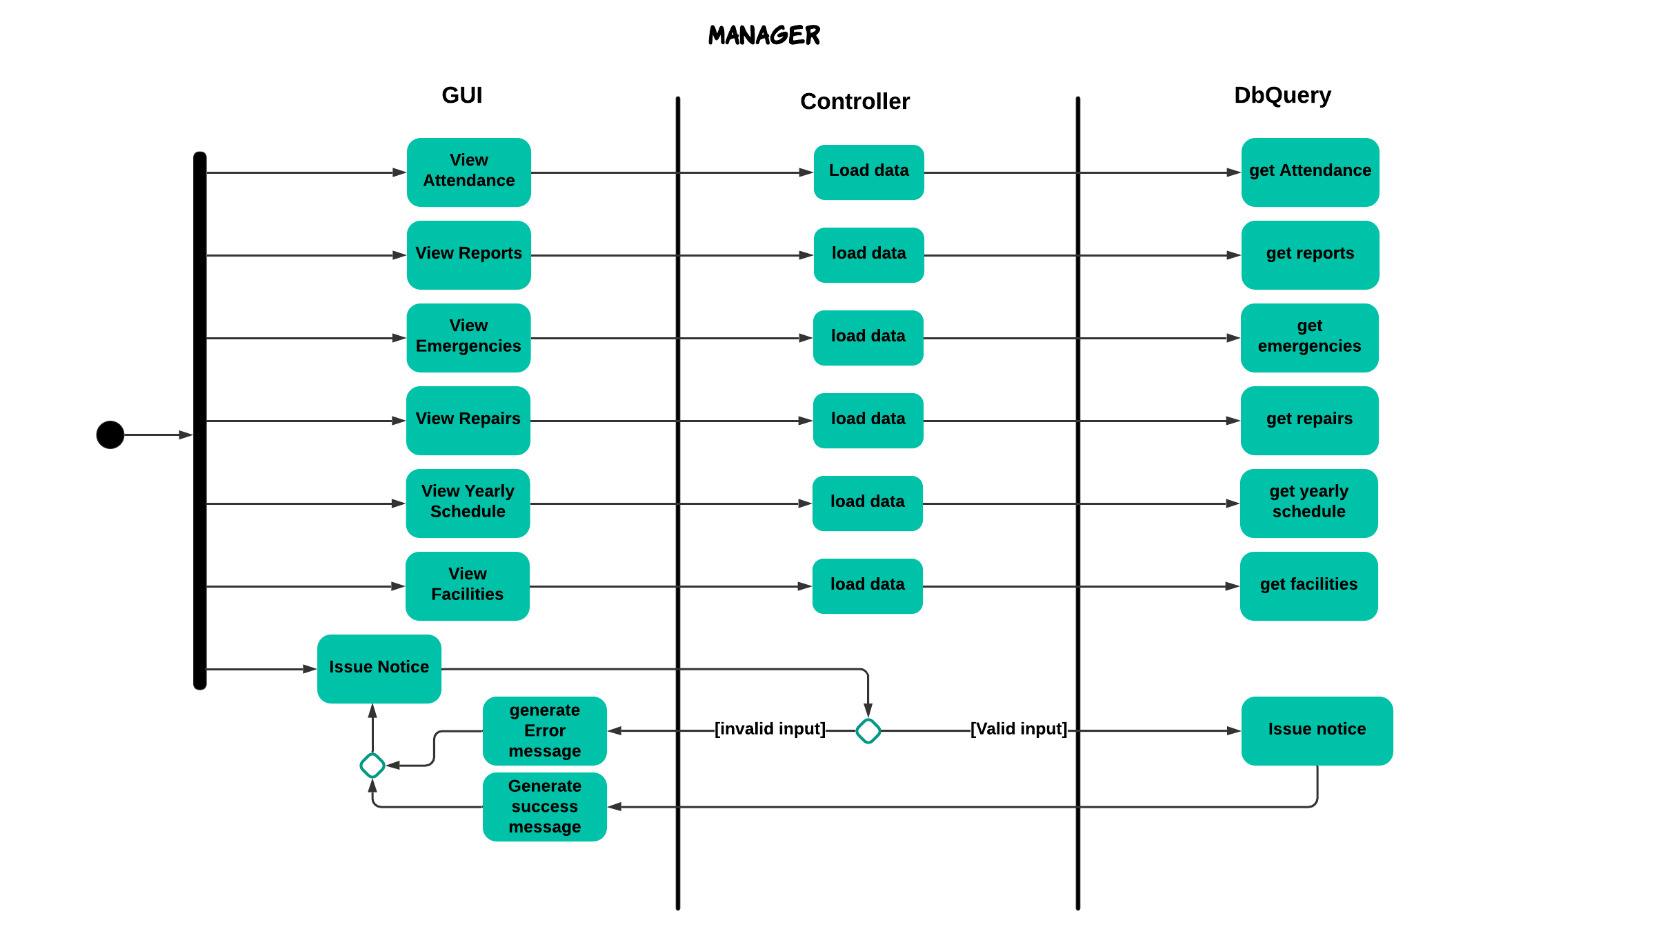 MANAGER
GUI
Controller
DbQuery
View
Attendance
Load data
get Attendance
View Reports
load data
get reports
View
Emergencies
load data
get
emergencies
View Repairs
load data
get repairs
View Yearly
Schedule
load data
get yearly
schedule
View
Facilities
load data
get facilities
Issue Notice
generate
Error
message
[invalid input]
[Valid input]
Issue notice
Generate
success
message